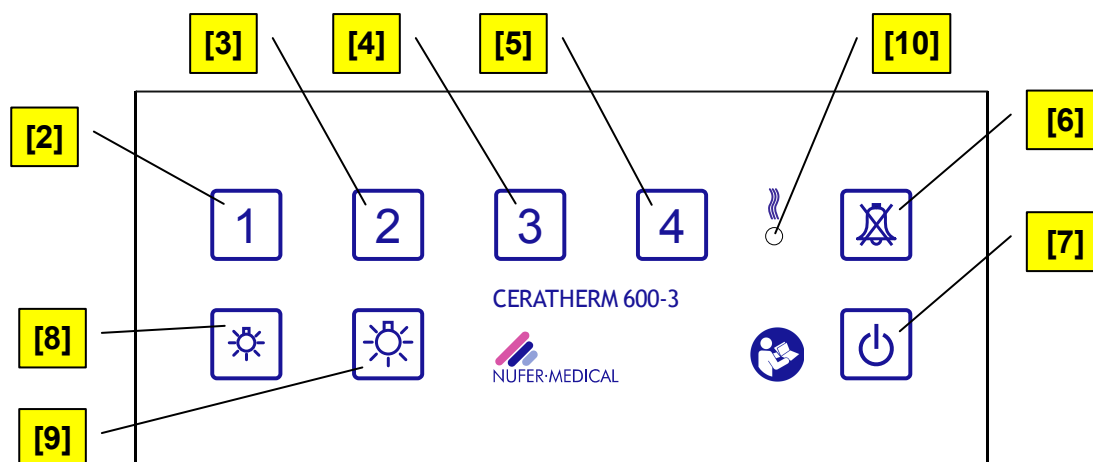 [3] [4] [5] [10]
[2] [6]
1 2 3 4
[7]
CERATHERM 600-3
[8]
NUFER·MEDICAL
[9]